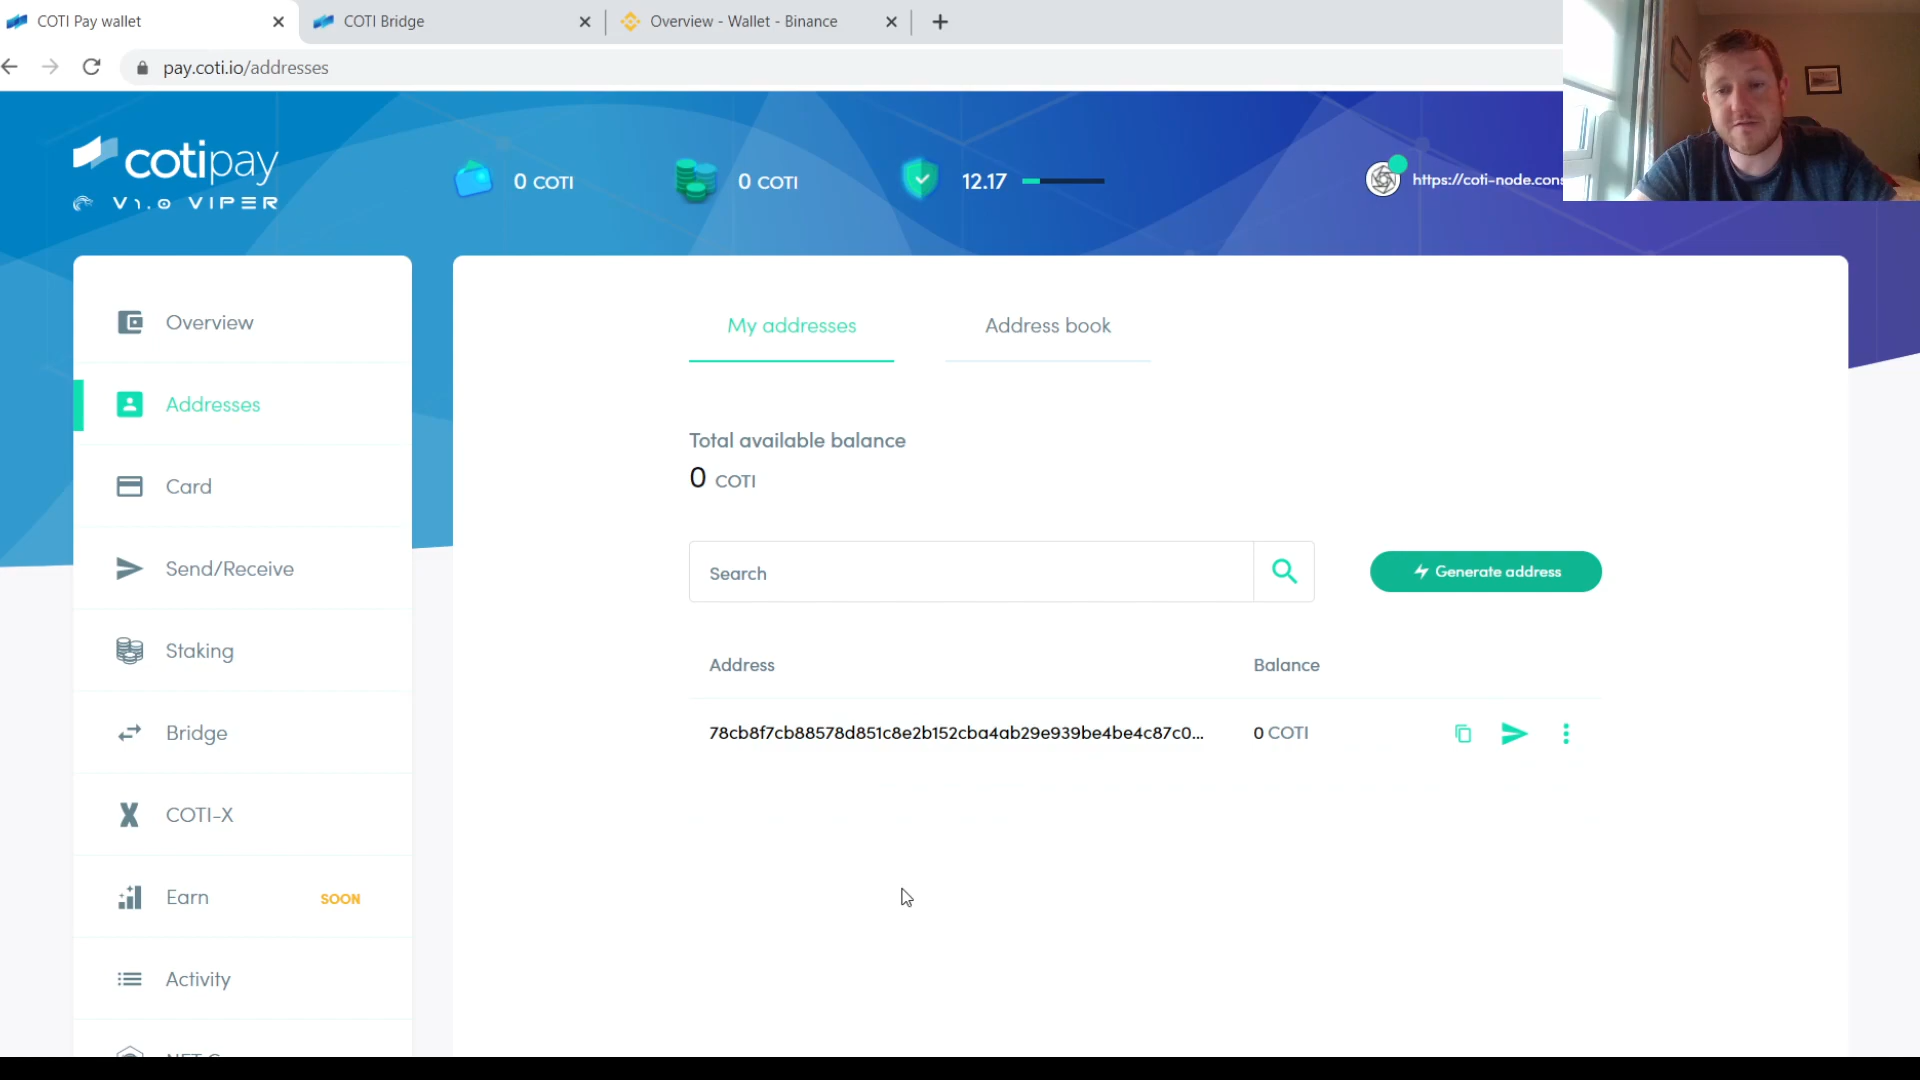 COTI Pay wallet
COTI Bridge
Overview - Wallet - Binance
pay.coti.io/addresses
cotipay
V1.0 VIPER
0 COTI
0 COTI
12.17
https://coti-node.cons
Overview
Addresses
Card
Send/Receive
Staking
Bridge
COTI-X
Earn SOON
Activity
My addresses
Address book
Total available balance
0 COTI
Search
Generate address
Address
Balance
78cb8f7cb88578d851c8e2b152cba4ab29e939be4be4c87c0...
0 COTI